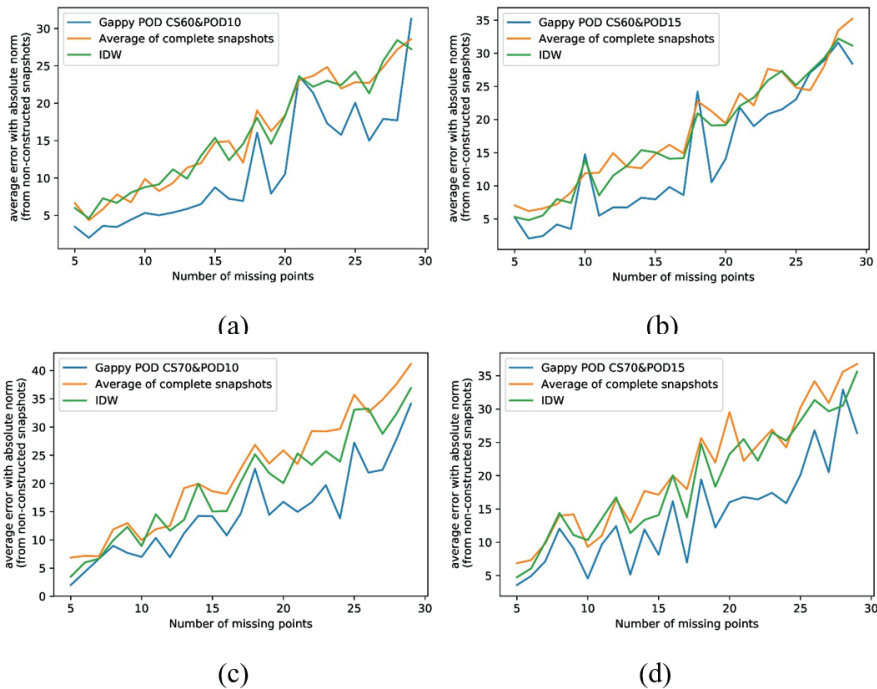 Gappy POD CS60&POD10
Average of complete snapshots
IDW
30
25
20
15
10
5
average error with absolute norm
(from non-constructed snapshots)
5
10
15
20
25
30
Number of missing points
(a)
Gappy POD CS60&POD15
Average of complete snapshots
IDW
35
30
25
20
15
10
5
average error with absolute norm
(from non-constructed snapshots)
5
10
15
20
25
30
Number of missing points
(b)
Gappy POD CS70&POD10
Average of complete snapshots
IDW
40
35
30
25
20
15
10
5
0
average error with absolute norm
(from non-constructed snapshots)
5
10
15
20
25
30
Number of missing points
(c)
Gappy POD CS70&POD15
Average of complete snapshots
IDW
35
30
25
20
15
10
5
average error with absolute norm
(from non-constructed snapshots)
5
10
15
20
25
30
Number of missing points
(d)